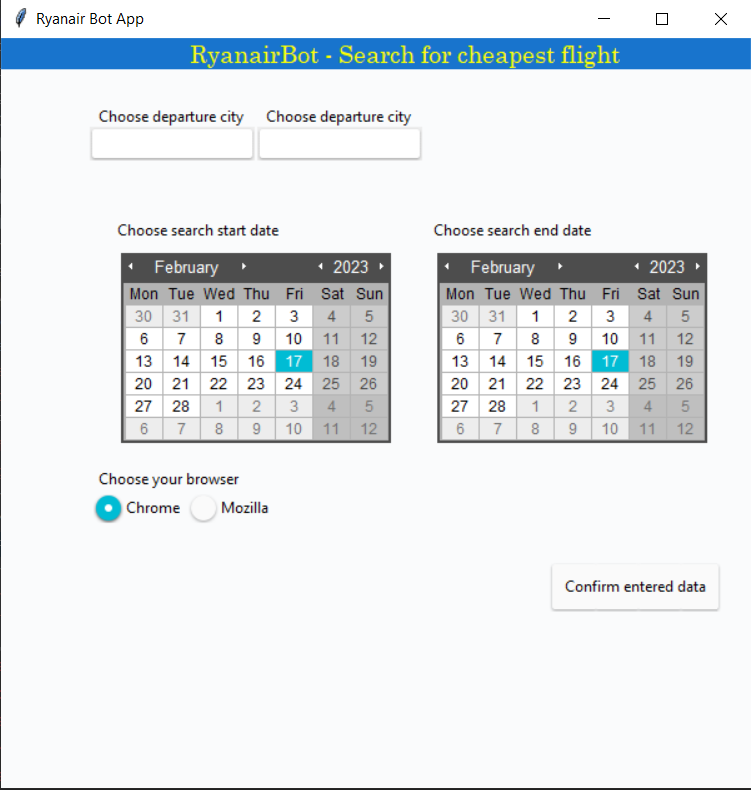 Ryanair Bot App
RyanairBot - Search for cheapest flight
Choose departure city Choose departure city
Choose search start date Choose search end date
February 2023 February 2023
Mon Tue Wed Thu Fri Sat Sun Mon Tue Wed Thu Fri Sat Sun
30 31 1 2 3 4 5 30 31 1 2 3 4 5
6 7 8 9 10 11 12 6 7 8 9 10 11 12
13 14 15 16 17 18 19 13 14 15 16 17 18 19
20 21 22 23 24 25 26 20 21 22 23 24 25 26
27 28 1 2 3 4 5 27 28 1 2 3 4 5
6 7 8 9 10 11 12 6 7 8 9 10 11 12
Choose your browser
Chrome Mozilla
Confirm entered data